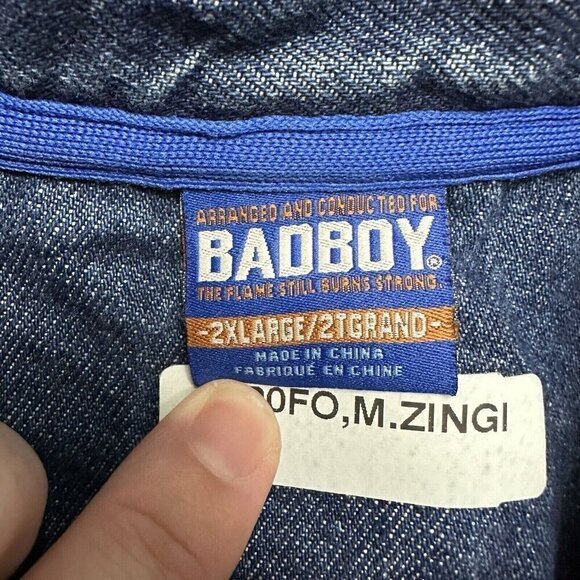 ARRANGED AND CONDUCTED FOR
BADBOY®
THE FLAME STILL BURNS STRONG.
-2XLARGE/2TGRAND-
MADE IN CHINA
FABRIQUÉ EN CHINE
0FO,M.ZINGI